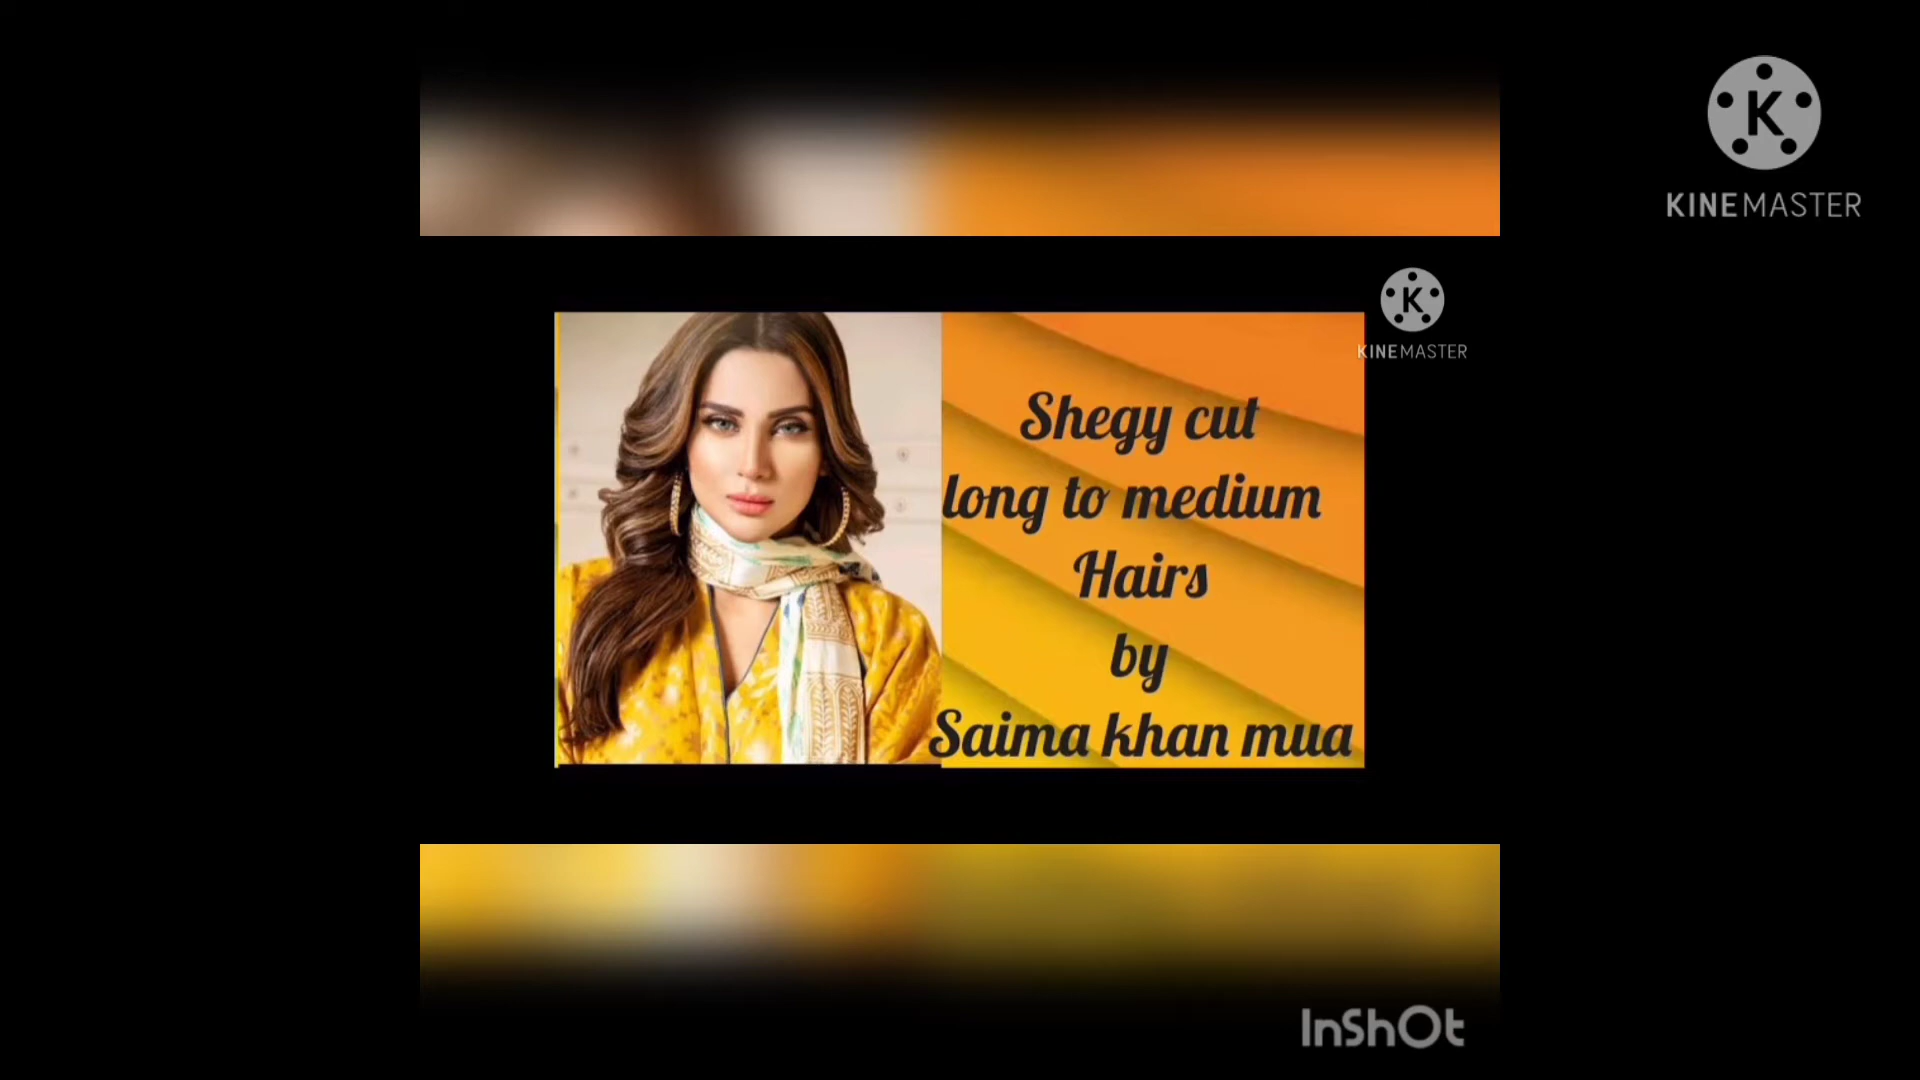 K
KINEMASTER
K
KINEMASTER
Shegy cut
long to medium
Hairs
by
Saima khan mua
InShOt